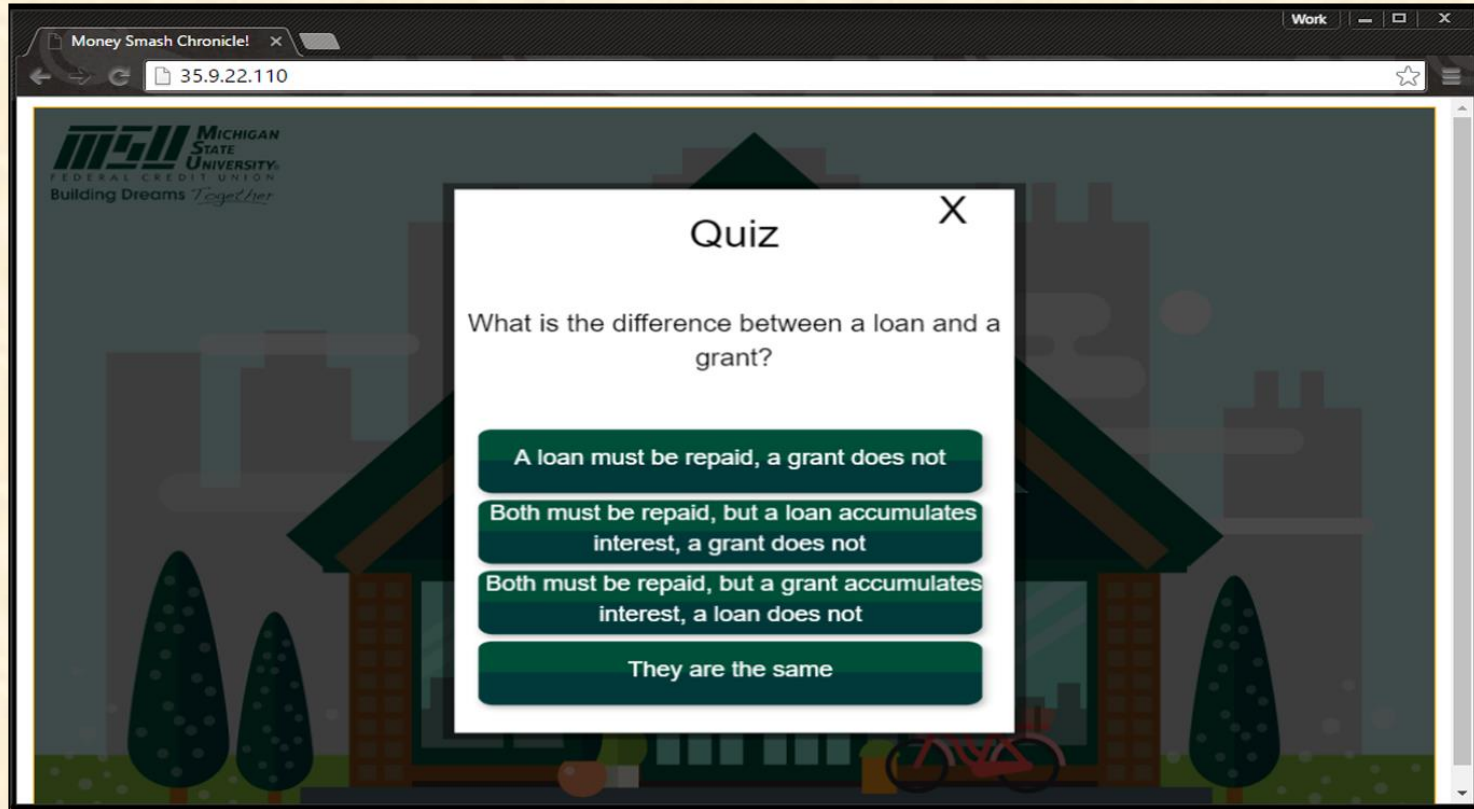 Work
Money Smash Chronicle!
35.9.22.110
MSU MICHIGAN
STATE
UNIVERSITY
FEDERAL CREDIT UNION
Building Dreams Together
X
Quiz
What is the difference between a loan and a
grant?
A loan must be repaid, a grant does not
Both must be repaid, but a loan accumulates
interest, a grant does not
Both must be repaid, but a grant accumulates
interest, a loan does not
They are the same